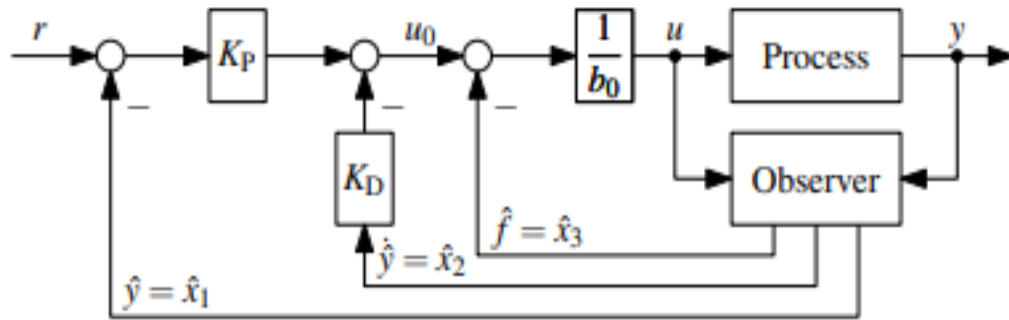 r
K_P
u_0
1
b_0
u
Process
y
−
−
−
K_D
Observer
f̂ = x̂_3
ẏ̂ = x̂_2
ŷ = x̂_1